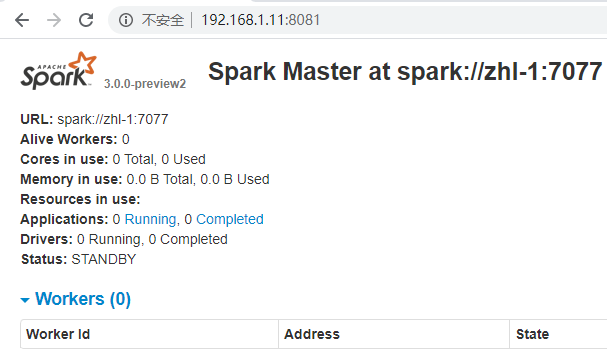 不安全 192.168.1.11:8081
APACHE
Spark 3.0.0-preview2 Spark Master at spark://zhl-1:7077
URL: spark://zhl-1:7077
Alive Workers: 0
Cores in use: 0 Total, 0 Used
Memory in use: 0.0 B Total, 0.0 B Used
Resources in use:
Applications: 0 Running, 0 Completed
Drivers: 0 Running, 0 Completed
Status: STANDBY
Workers (0)
Worker Id Address State